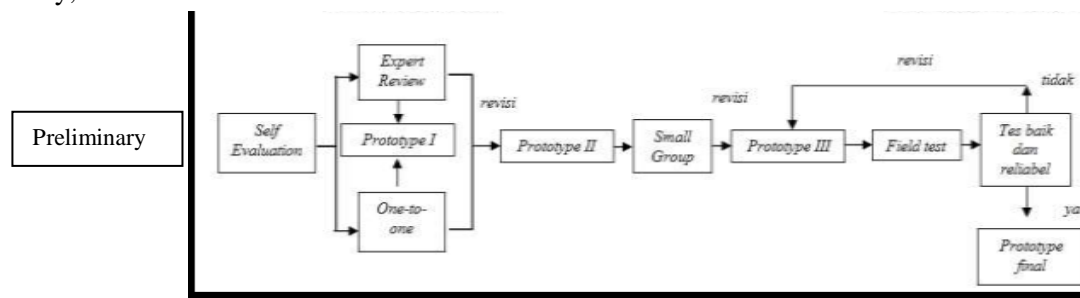 Preliminary
Self
Evaluation
Expert
Review
Prototype I
One-to-
one
revisi
Prototype II
revisi
Small
Group
Prototype III
revisi
Field test
tidak
Tes baik
dan
reliabel
ya
Prototype
final